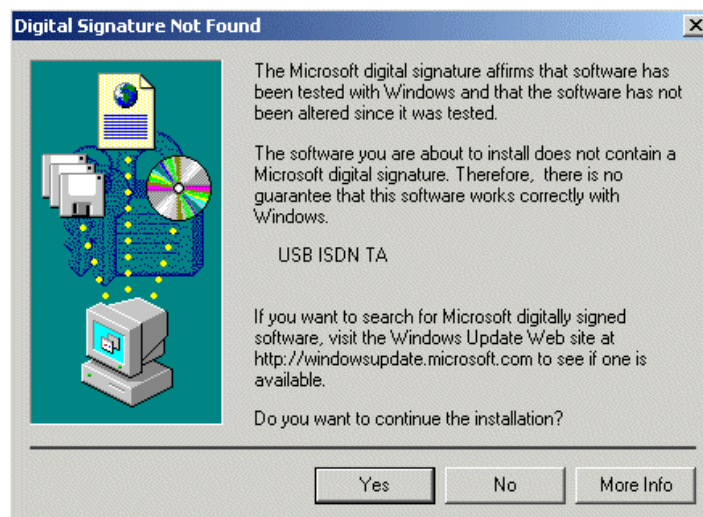 Digital Signature Not Found
The Microsoft digital signature affirms that software has
been tested with Windows and that the software has not
been altered since it was tested.
The software you are about to install does not contain a
Microsoft digital signature. Therefore,  there is no
guarantee that this software works correctly with
Windows.
USB ISDN TA
If you want to search for Microsoft digitally signed
software, visit the Windows Update Web site at
http://windowsupdate.microsoft.com to see if one is
available.
Do you want to continue the installation?
Yes No More Info